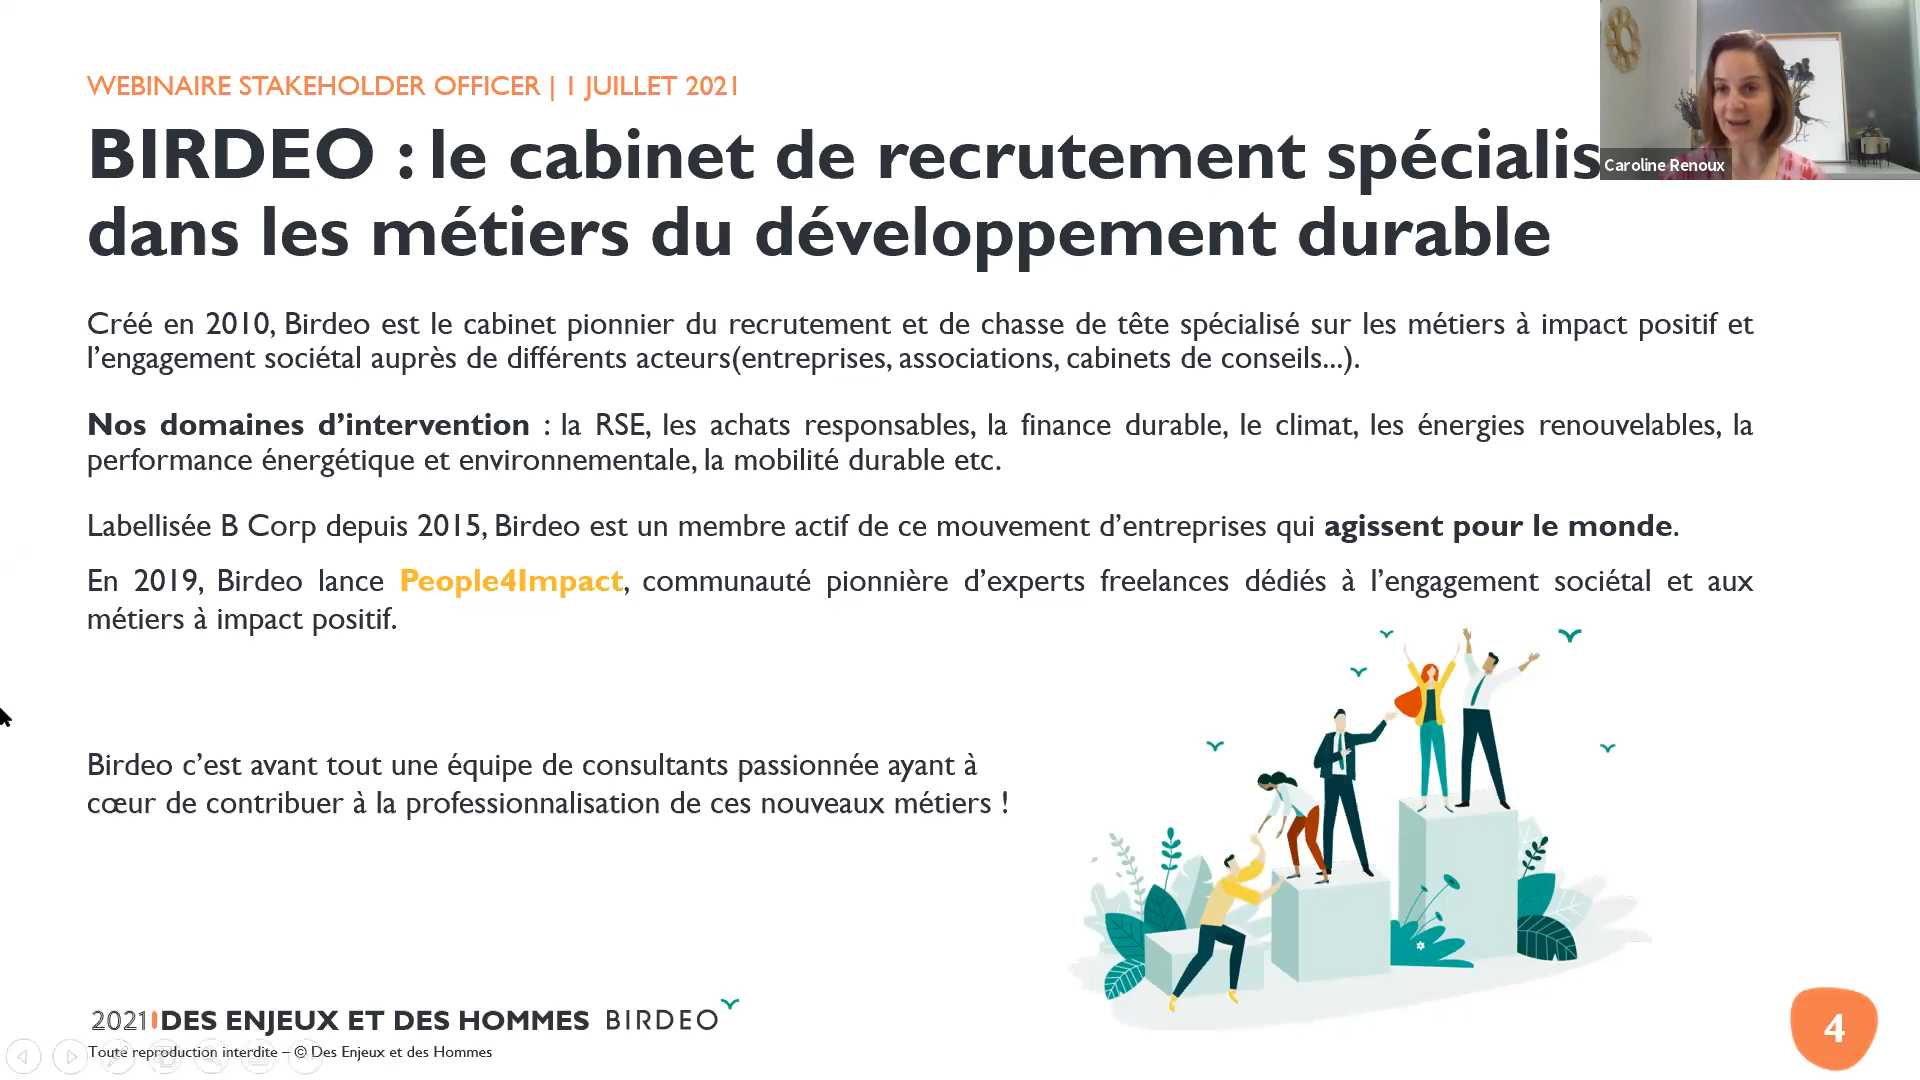 WEBINAIRE STAKEHOLDER OFFICER | 1 JUILLET 2021
BIRDEO : le cabinet de recrutement spécialis
dans les métiers du développement durable
Caroline Renoux
Créé en 2010, Birdeo est le cabinet pionnier du recrutement et de chasse de tête spécialisé sur les métiers à impact positif et
l’engagement sociétal auprès de différents acteurs(entreprises, associations, cabinets de conseils...).
Nos domaines d’intervention : la RSE, les achats responsables, la finance durable, le climat, les énergies renouvelables, la
performance énergétique et environnementale, la mobilité durable etc.
Labellisée B Corp depuis 2015, Birdeo est un membre actif de ce mouvement d’entreprises qui agissent pour le monde.
En 2019, Birdeo lance People4Impact, communauté pionnière d’experts freelances dédiés à l’engagement sociétal et aux
métiers à impact positif.
Birdeo c’est avant tout une équipe de consultants passionnée ayant à
cœur de contribuer à la professionnalisation de ces nouveaux métiers !
2021 DES ENJEUX ET DES HOMMES BIRDEO
Toute reproduction interdite – © Des Enjeux et des Hommes
4